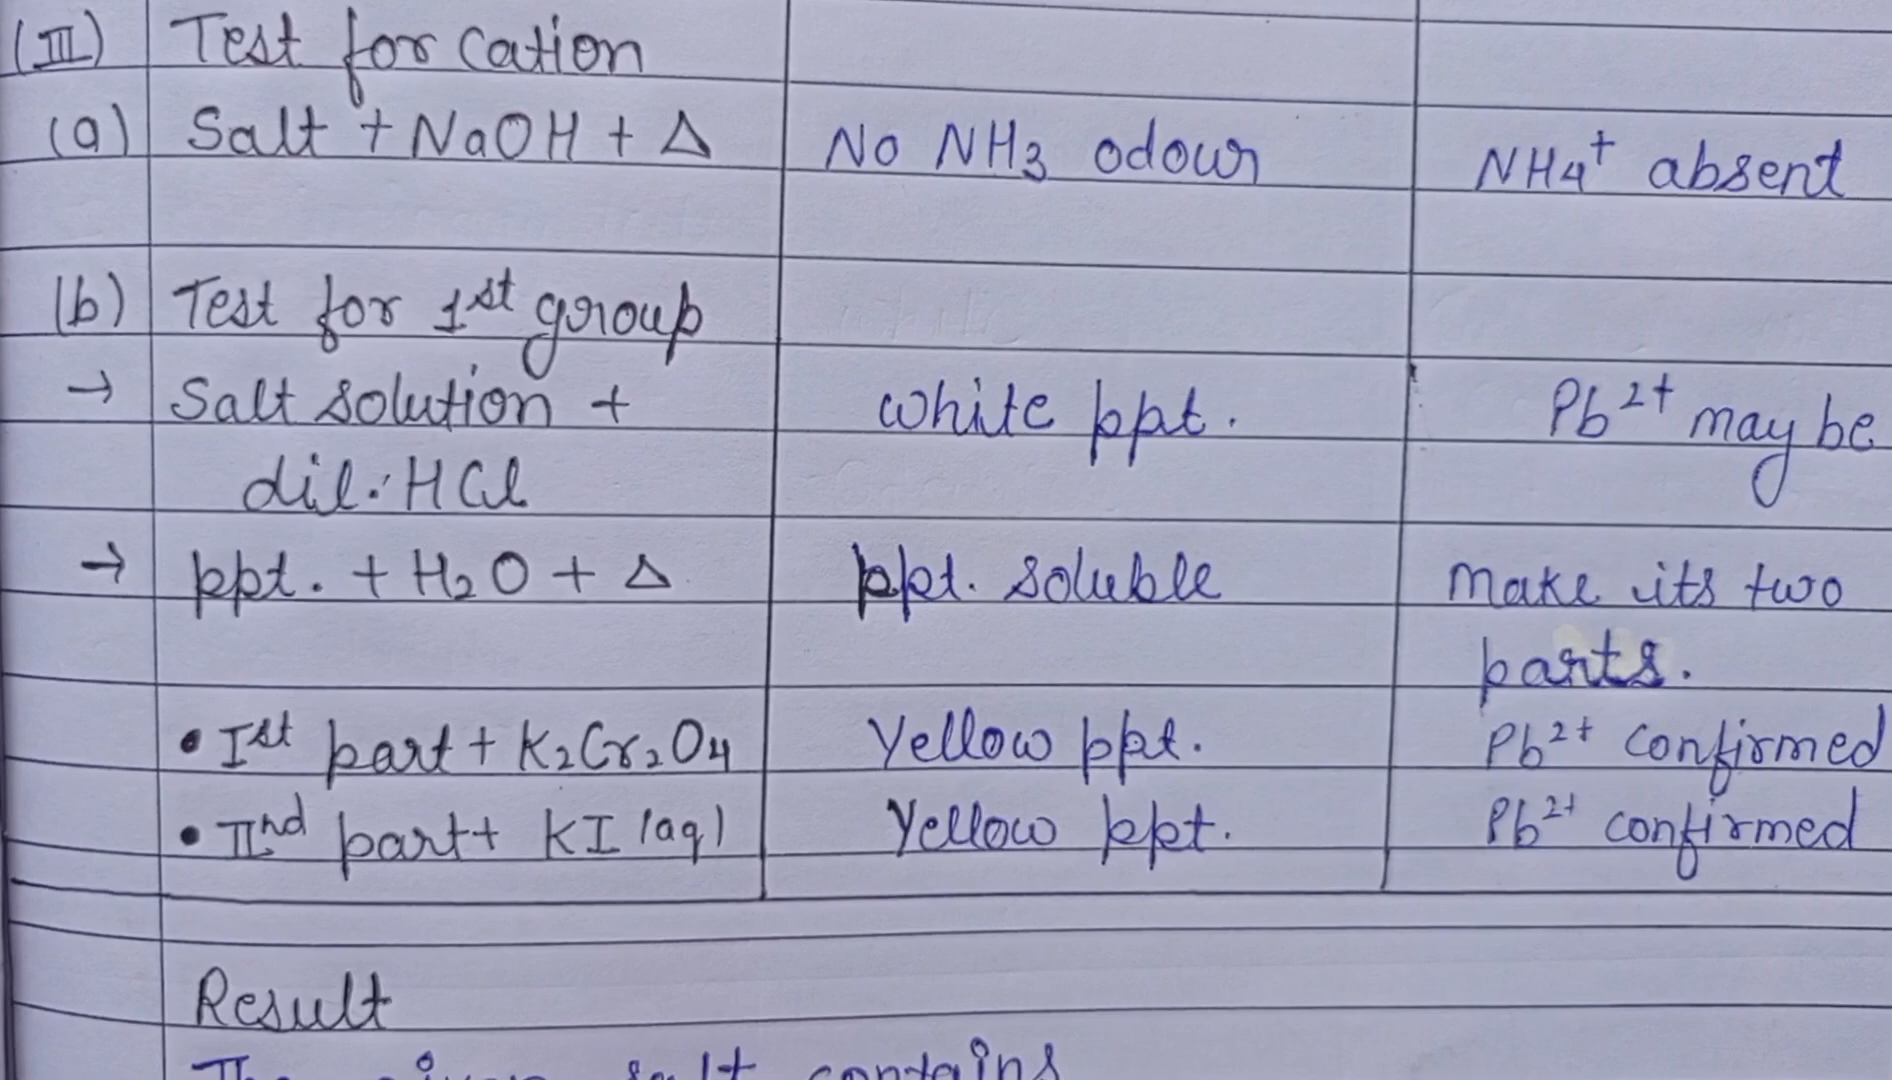 (III) Test for cation
(a) Salt + NaOH + Δ No NH3 odour NH4+ absent
(b) Test for 1st group
→ Salt solution + white ppt. Pb2+ may be
dil. HCl
→ ppt. + H2O + Δ ppt. soluble Make its two
parts.
• Ist part + K2Cr2O4 Yellow ppt. Pb2+ confirmed
• IInd part + KI (aq) Yellow ppt. Pb2+ confirmed
Result
salt contains